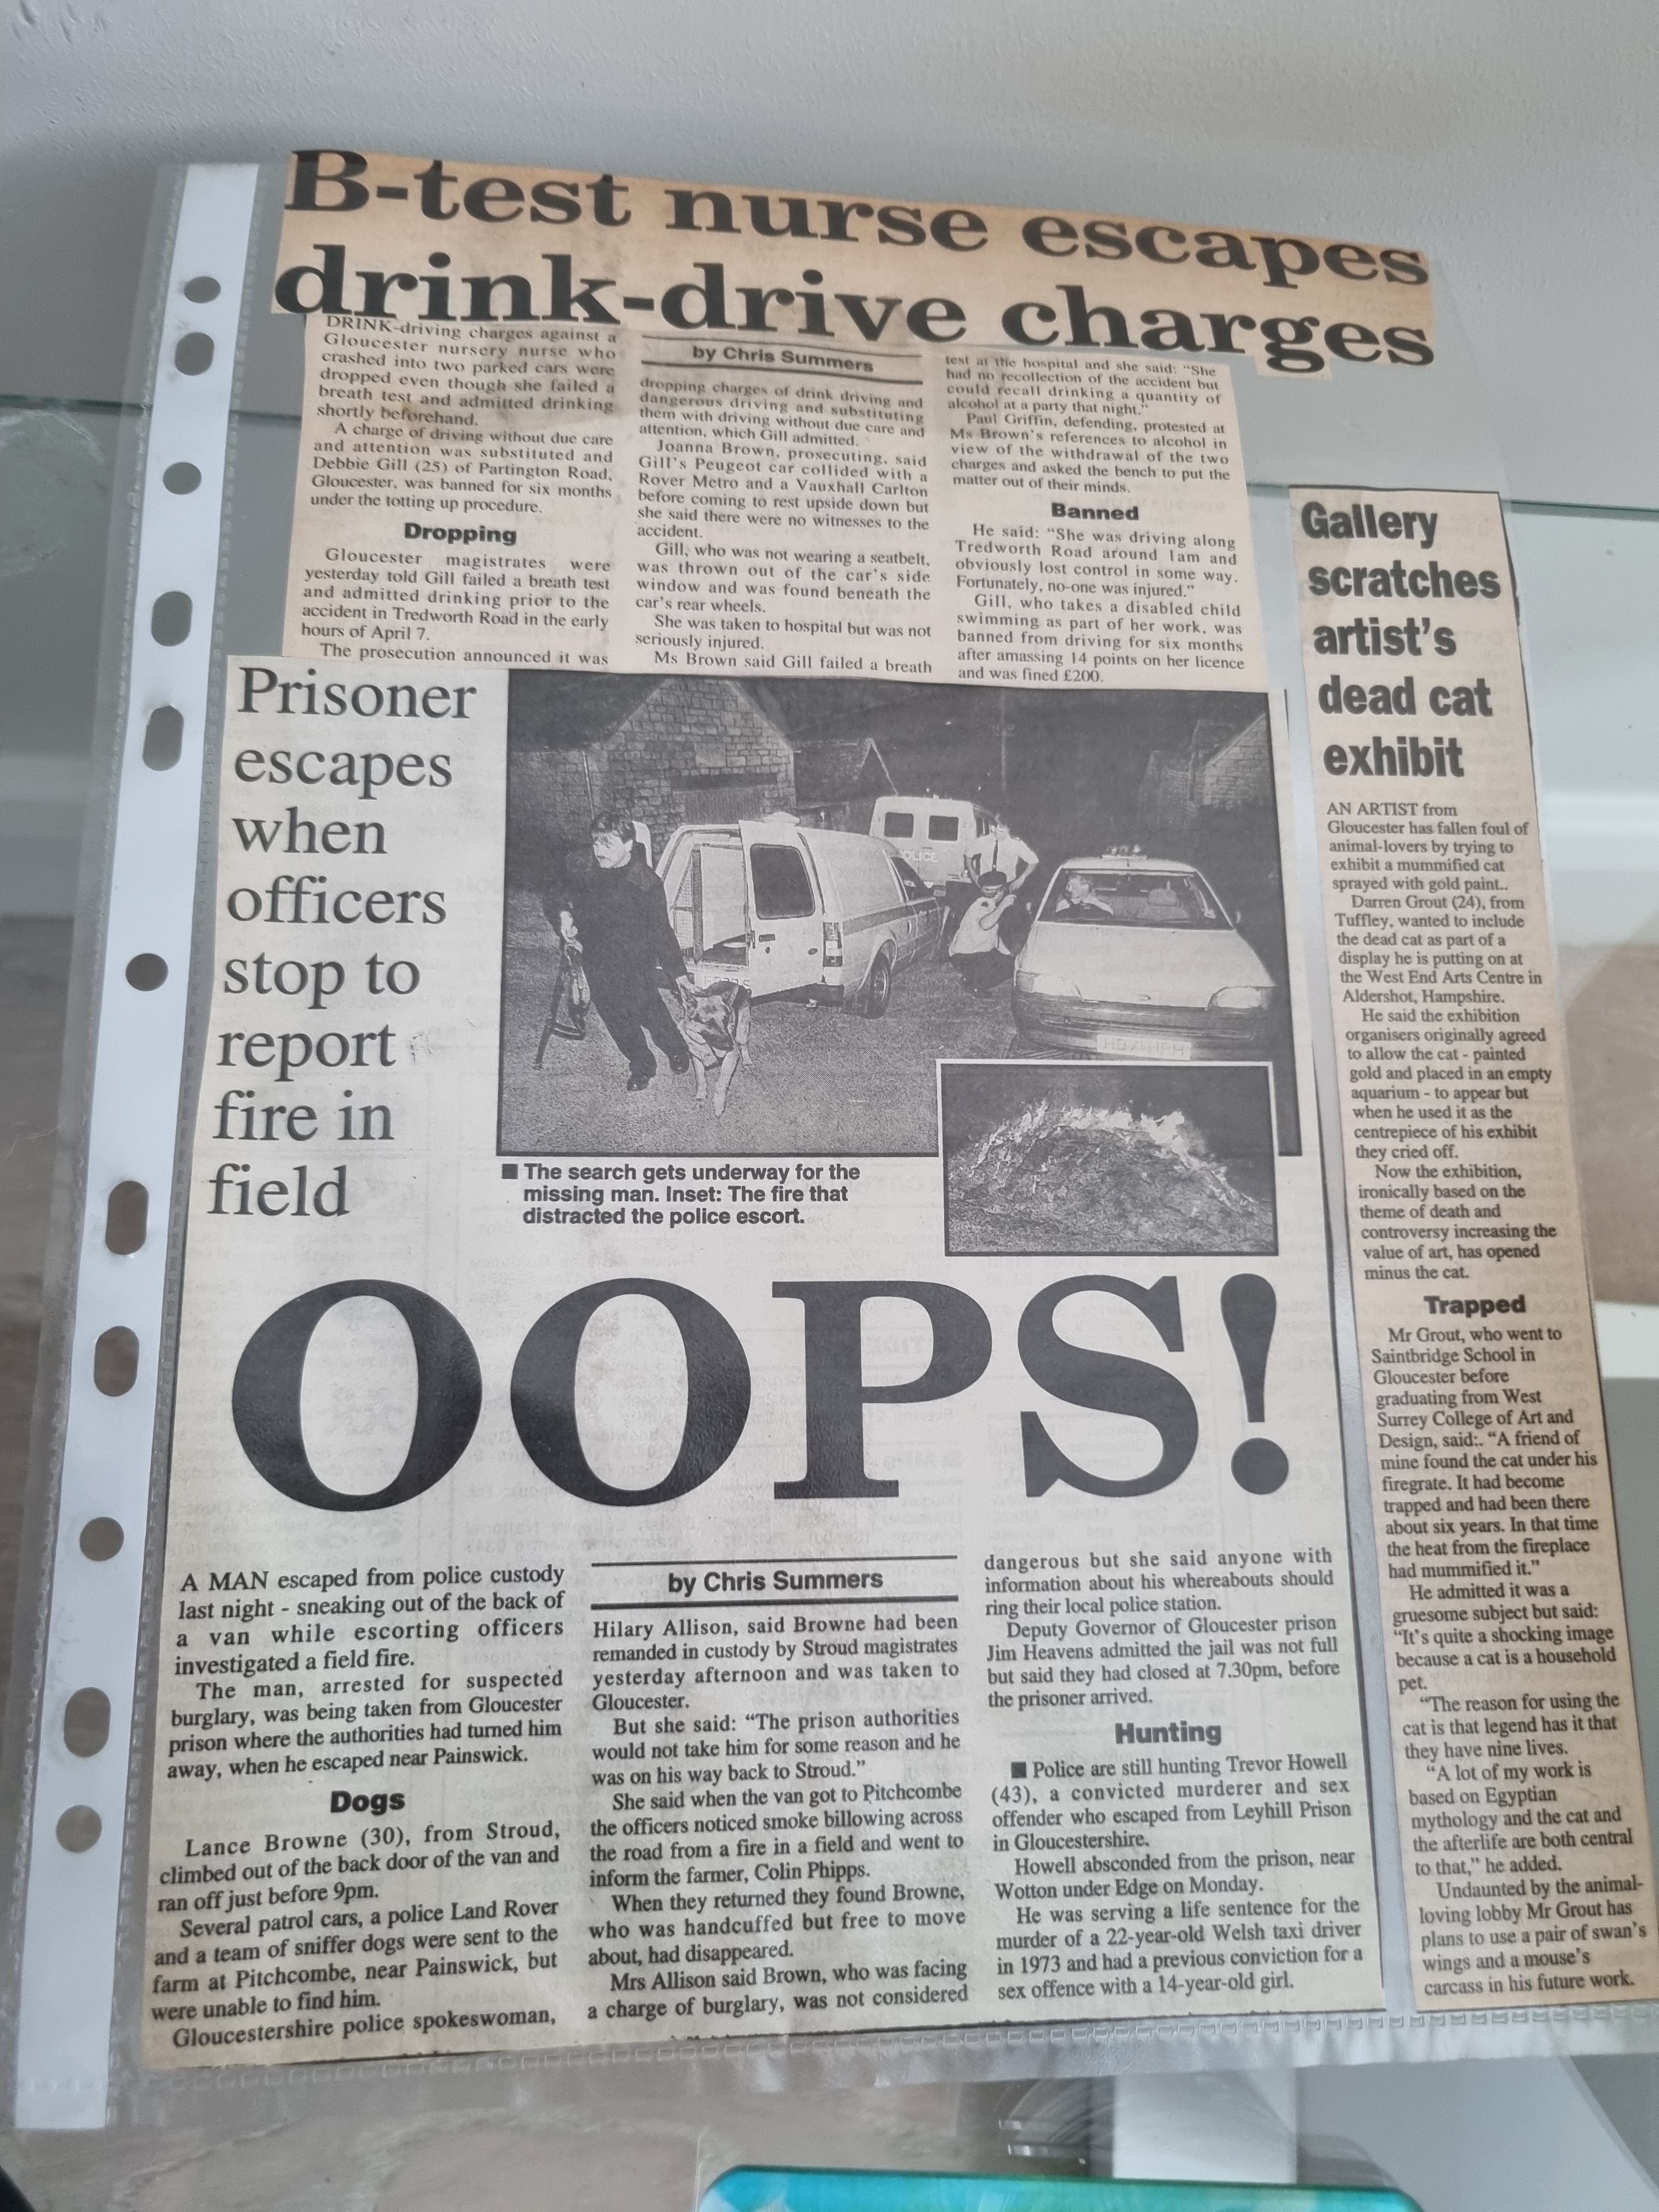 B-test nurse escapes
drink-drive charges
DRINK-driving charges against a
Gloucester nursery nurse who
crashed into two parked cars were
dropped even though she failed a
breath test and admitted drinking
shortly beforehand.
A charge of driving without due care
and attention was substituted and
Debbie Gill (25) of Partington Road,
Gloucester, was banned for six months
under the totting up procedure.
Dropping
Gloucester magistrates were
yesterday told Gill failed a breath test
and admitted drinking prior to the
accident in Tredworth Road in the early
hours of April 7.
The prosecution announced it was
by Chris Summers
dropping charges of drink driving and
dangerous driving and substituting
them with driving without due care and
attention, which Gill admitted.
Joanna Brown, prosecuting, said
Gill's Peugeot car collided with a
Rover Metro and a Vauxhall Carlton
before coming to rest upside down but
she said there were no witnesses to the
accident.
Gill, who was not wearing a seatbelt,
was thrown out of the car's side
window and was found beneath the
car's rear wheels.
She was taken to hospital but was not
seriously injured.
Ms Brown said Gill failed a breath
test at the hospital and she said: "She
had no recollection of the accident but
could recall drinking a quantity of
alcohol at a party that night."
Paul Griffin, defending, protested at
Ms Brown's references to alcohol in
view of the withdrawal of the two
charges and asked the bench to put the
matter out of their minds.
Banned
He said: "She was driving along
Tredworth Road around 1am and
obviously lost control in some way.
Fortunately, no-one was injured."
Gill, who takes a disabled child
swimming as part of her work, was
banned from driving for six months
after amassing 14 points on her licence
and was fined £200.
Prisoner
escapes
when
officers
stop to
report
fire in
field
POLICE
■ The search gets underway for the
missing man. Inset: The fire that
distracted the police escort.
OOPS!
A MAN escaped from police custody
last night - sneaking out of the back of
a van while escorting officers
investigated a field fire.
The man, arrested for suspected
burglary, was being taken from Gloucester
prison where the authorities had turned him
away, when he escaped near Painswick.
Dogs
Lance Browne (30), from Stroud,
climbed out of the back door of the van and
ran off just before 9pm.
Several patrol cars, a police Land Rover
and a team of sniffer dogs were sent to the
farm at Pitchcombe, near Painswick, but
were unable to find him.
Gloucestershire police spokeswoman,
by Chris Summers
Hilary Allison, said Browne had been
remanded in custody by Stroud magistrates
yesterday afternoon and was taken to
Gloucester.
But she said: "The prison authorities
would not take him for some reason and he
was on his way back to Stroud."
She said when the van got to Pitchcombe
the officers noticed smoke billowing across
the road from a fire in a field and went to
inform the farmer, Colin Phipps.
When they returned they found Browne,
who was handcuffed but free to move
about, had disappeared.
Mrs Allison said Brown, who was facing
a charge of burglary, was not considered
dangerous but she said anyone with
information about his whereabouts should
ring their local police station.
Deputy Governor of Gloucester prison
Jim Heavens admitted the jail was not full
but said they had closed at 7.30pm, before
the prisoner arrived.
Hunting
■ Police are still hunting Trevor Howell
(43), a convicted murderer and sex
offender who escaped from Leyhill Prison
in Gloucestershire.
Howell absconded from the prison, near
Wotton under Edge on Monday.
He was serving a life sentence for the
murder of a 22-year-old Welsh taxi driver
in 1973 and had a previous conviction for a
sex offence with a 14-year-old girl.
Gallery
scratches
artist's
dead cat
exhibit
AN ARTIST from
Gloucester has fallen foul of
animal-lovers by trying to
exhibit a mummified cat
sprayed with gold paint..
Darren Grout (24), from
Tuffley, wanted to include
the dead cat as part of a
display he is putting on at
the West End Arts Centre in
Aldershot, Hampshire.
He said the exhibition
organisers originally agreed
to allow the cat - painted
gold and placed in an empty
aquarium - to appear but
when he used it as the
centrepiece of his exhibit
they cried off.
Now the exhibition,
ironically based on the
theme of death and
controversy increasing the
value of art, has opened
minus the cat.
Trapped
Mr Grout, who went to
Saintbridge School in
Gloucester before
graduating from West
Surrey College of Art and
Design, said:. "A friend of
mine found the cat under his
firegrate. It had become
trapped and had been there
about six years. In that time
the heat from the fireplace
had mummified it."
He admitted it was a
gruesome subject but said:
"It's quite a shocking image
because a cat is a household
pet.
"The reason for using the
cat is that legend has it that
they have nine lives.
"A lot of my work is
based on Egyptian
mythology and the cat and
the afterlife are both central
to that," he added.
Undaunted by the animal-
loving lobby Mr Grout has
plans to use a pair of swan's
wings and a mouse's
carcass in his future work.